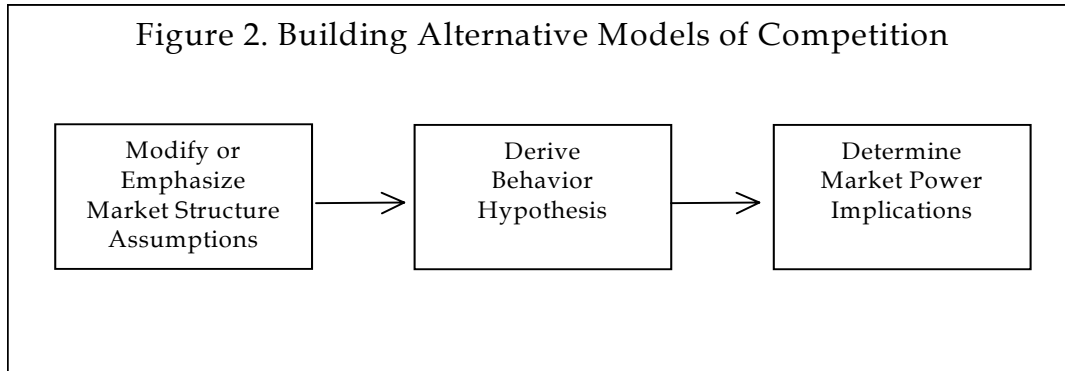 Figure 2. Building Alternative Models of Competition
Modify or
Emphasize
Market Structure
Assumptions
Derive
Behavior
Hypothesis
Determine
Market Power
Implications